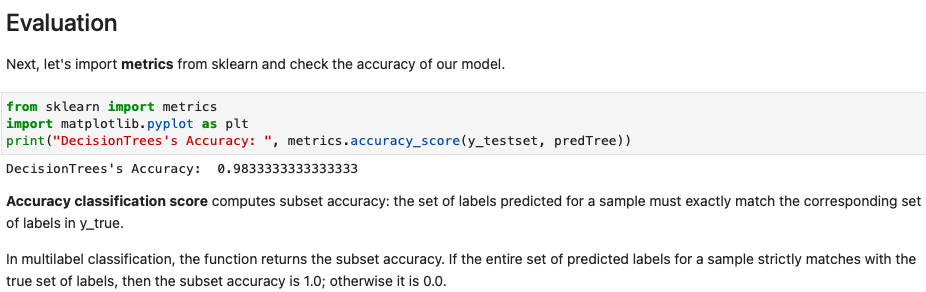 Evaluation
Next, let's import metrics from sklearn and check the accuracy of our model.
from sklearn import metrics
import matplotlib.pyplot as plt
print("DecisionTrees's Accuracy: ", metrics.accuracy_score(y_testset, predTree))
DecisionTrees's Accuracy:  0.9833333333333333
Accuracy classification score computes subset accuracy: the set of labels predicted for a sample must exactly match the corresponding set
of labels in y_true.
In multilabel classification, the function returns the subset accuracy. If the entire set of predicted labels for a sample strictly matches with the
true set of labels, then the subset accuracy is 1.0; otherwise it is 0.0.